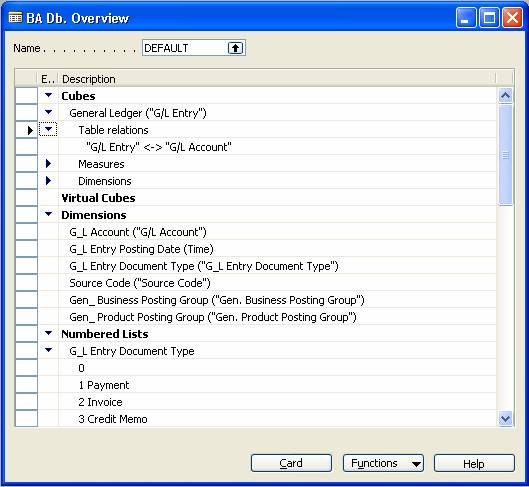 BA Db. Overview
Name . . . . . . . . . . DEFAULT
E.. Description
Cubes
General Ledger ("G/L Entry")
Table relations
"G/L Entry" <-> "G/L Account"
Measures
Dimensions
Virtual Cubes
Dimensions
G_L Account ("G/L Account")
G_L Entry Posting Date (Time)
G_L Entry Document Type ("G_L Entry Document Type")
Source Code ("Source Code")
Gen_ Business Posting Group ("Gen. Business Posting Group")
Gen_ Product Posting Group ("Gen. Product Posting Group")
Numbered Lists
G_L Entry Document Type
0
1 Payment
2 Invoice
3 Credit Memo
Card Functions Help